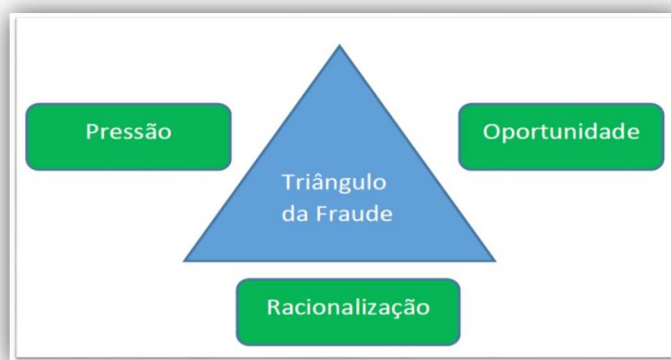 Pressão
Oportunidade
Triângulo
da Fraude
Racionalização